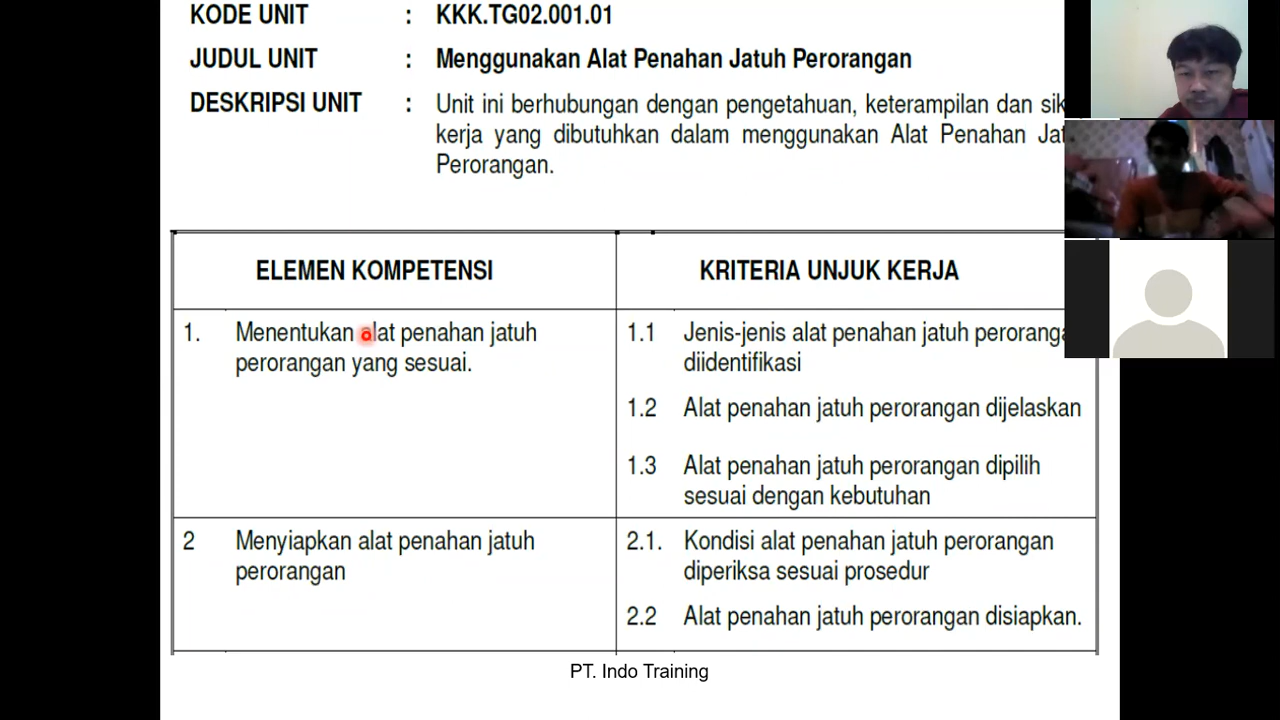 KODE UNIT : KKK.TG02.001.01
JUDUL UNIT : Menggunakan Alat Penahan Jatuh Perorangan
DESKRIPSI UNIT : Unit ini berhubungan dengan pengetahuan, keterampilan dan sik
kerja yang dibutuhkan dalam menggunakan Alat Penahan Jat
Perorangan.
ELEMEN KOMPETENSI
KRITERIA UNJUK KERJA
1. Menentukan alat penahan jatuh
perorangan yang sesuai.
1.1 Jenis-jenis alat penahan jatuh peroranga
diidentifikasi
1.2 Alat penahan jatuh perorangan dijelaskan
1.3 Alat penahan jatuh perorangan dipilih
sesuai dengan kebutuhan
2 Menyiapkan alat penahan jatuh
perorangan
2.1. Kondisi alat penahan jatuh perorangan
diperiksa sesuai prosedur
2.2 Alat penahan jatuh perorangan disiapkan.
PT. Indo Training